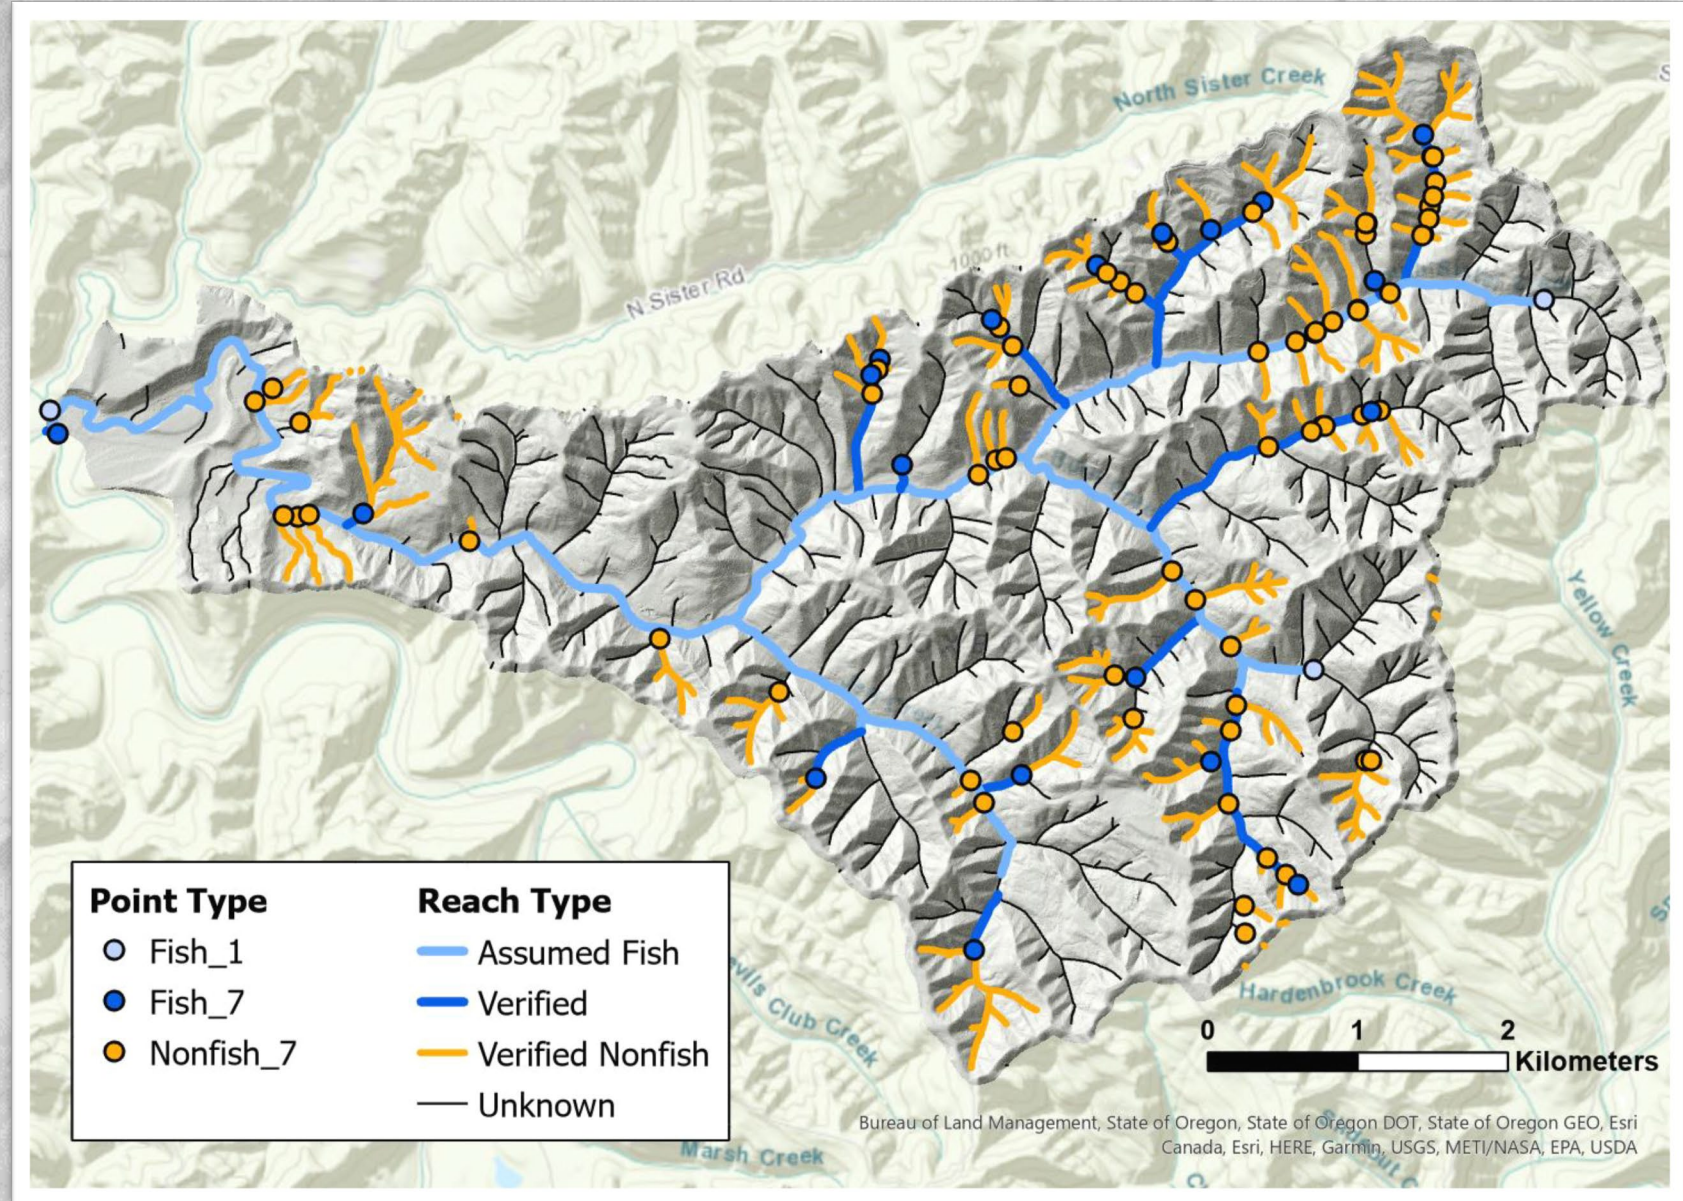 North Sister Creek
1000 ft
N Sister Rd
Yellow Creek
Point Type
Fish_1
Fish_7
Nonfish_7
Reach Type
Assumed Fish
Verified
Verified Nonfish
Unknown
evils Club Creek
Hardenbrook Creek
0 1 2
Kilometers
Marsh Creek
Bureau of Land Management, State of Oregon, State of Oregon DOT, State of Oregon GEO, Esri
Canada, Esri, HERE, Garmin, USGS, METI/NASA, EPA, USDA